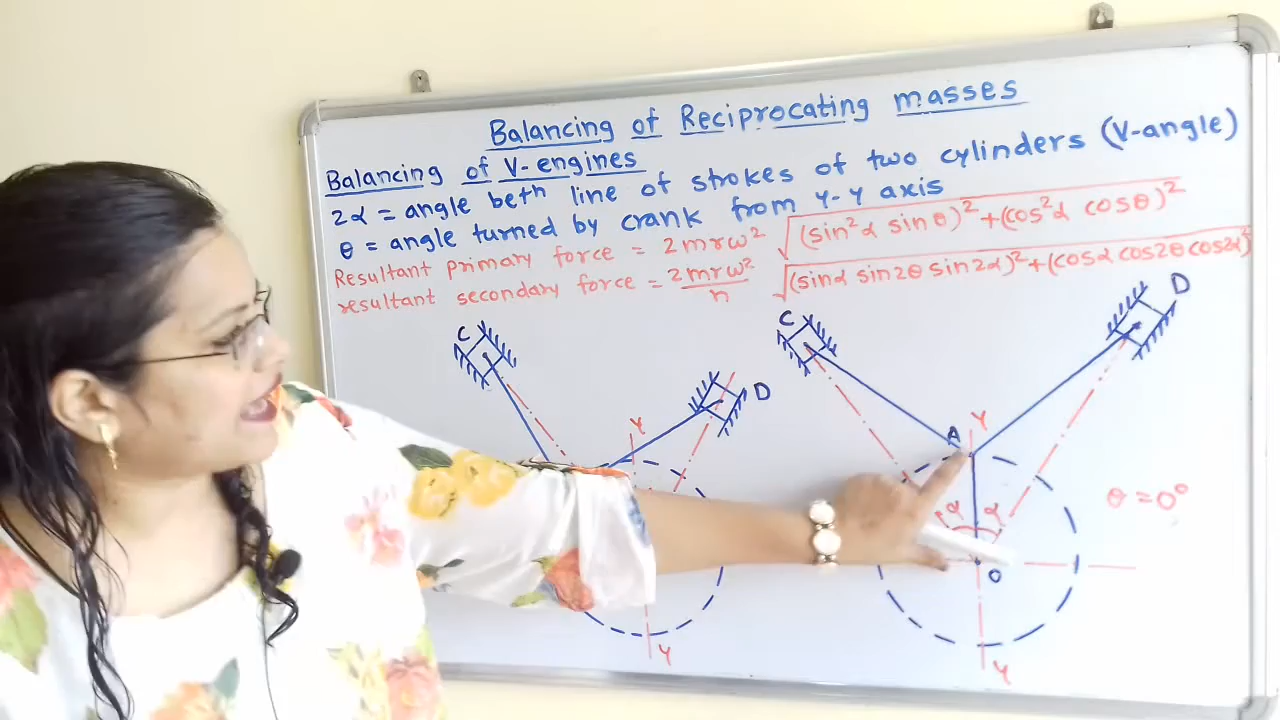 Balancing of Reciprocating masses
Balancing of V-engines
2α = angle betn line of strokes of two cylinders (V-angle)
θ = angle turned by crank from Y-Y axis
Resultant primary force = 2mrω² √(sin²α sinθ)²+(cos²α cosθ)²
resultant secondary force = 2mrω²/n √(sinα sin2θ sin2α)²+(cosα cos2θ cos2α)²
C
D
Y
Y
C
D
A
Y
α
α
θ = 0°
O
Y